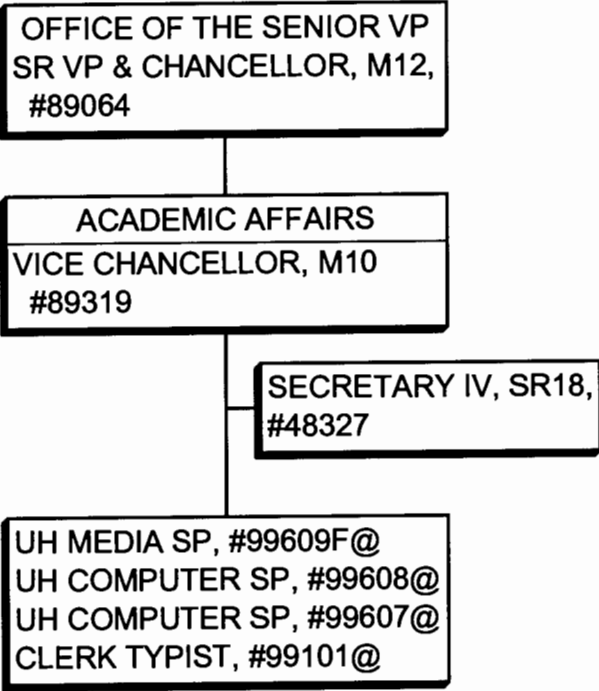 OFFICE OF THE SENIOR VP
SR VP & CHANCELLOR, M12,
#89064
ACADEMIC AFFAIRS
VICE CHANCELLOR, M10
#89319
SECRETARY IV, SR18,
#48327
UH MEDIA SP, #99609F@
UH COMPUTER SP, #99608@
UH COMPUTER SP, #99607@
CLERK TYPIST, #99101@